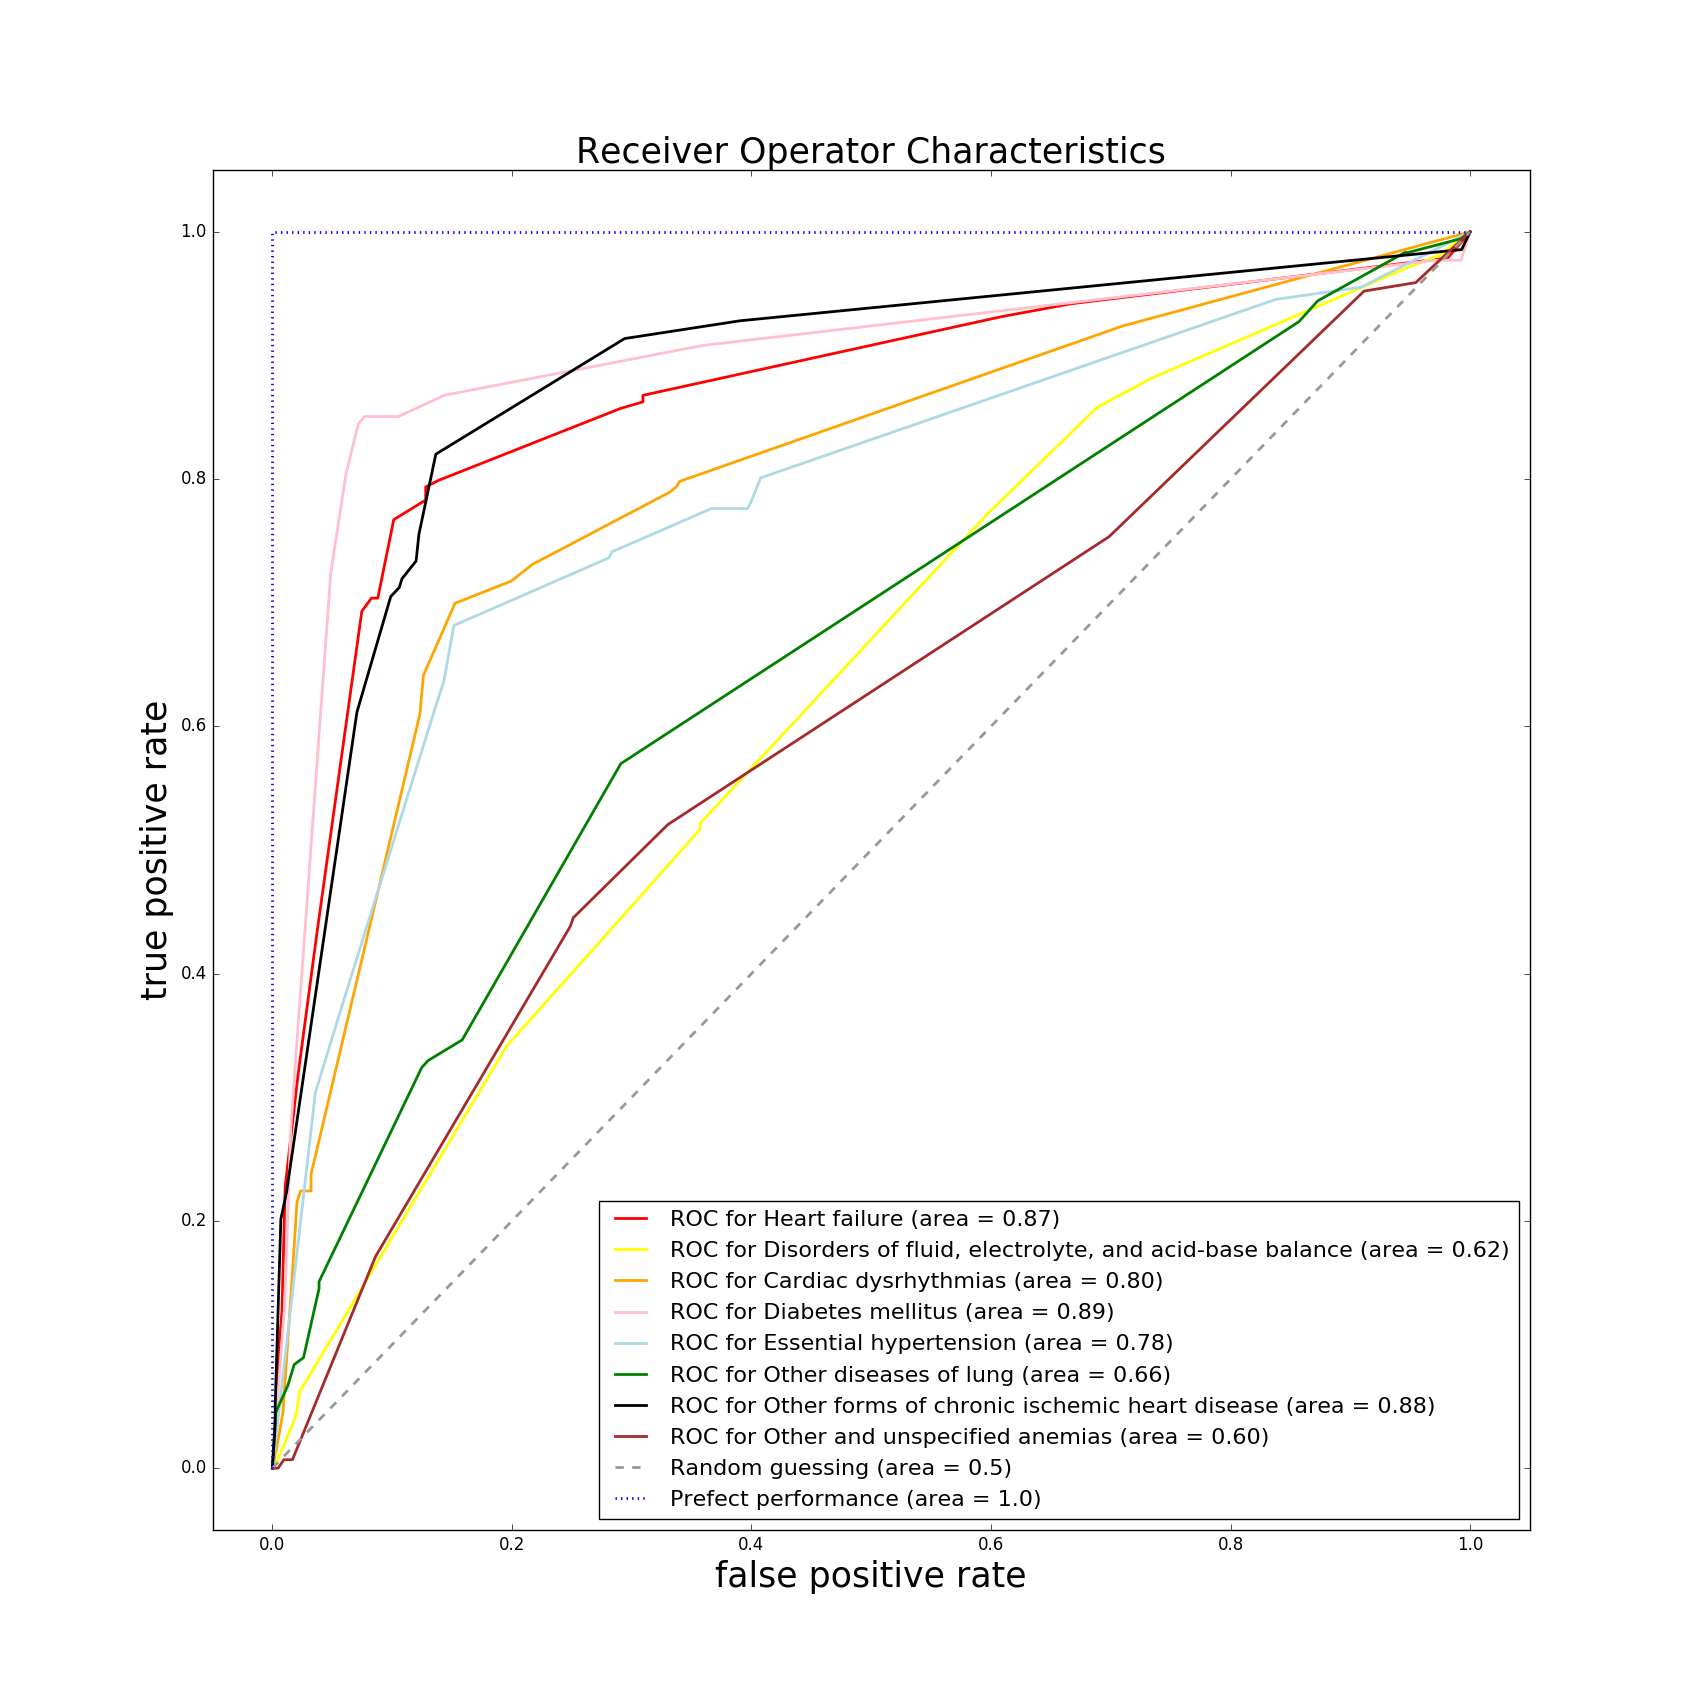 Receiver Operator Characteristics
1.0
0.8
0.6
0.4
0.2
0.0
true positive rate
ROC for Heart failure (area = 0.87)
ROC for Disorders of fluid, electrolyte, and acid-base balance (area = 0.62)
ROC for Cardiac dysrhythmias (area = 0.80)
ROC for Diabetes mellitus (area = 0.89)
ROC for Essential hypertension (area = 0.78)
ROC for Other diseases of lung (area = 0.66)
ROC for Other forms of chronic ischemic heart disease (area = 0.88)
ROC for Other and unspecified anemias (area = 0.60)
Random guessing (area = 0.5)
Prefect performance (area = 1.0)
0.0 0.2 0.4 0.6 0.8 1.0
false positive rate